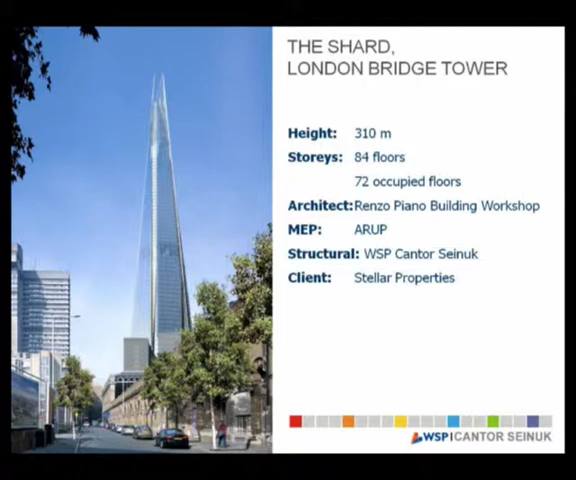 THE SHARD,
LONDON BRIDGE TOWER
Height: 310 m
Storeys: 84 floors
72 occupied floors
Architect: Renzo Piano Building Workshop
MEP: ARUP
Structural: WSP Cantor Seinuk
Client: Stellar Properties
WSP|CANTOR SEINUK